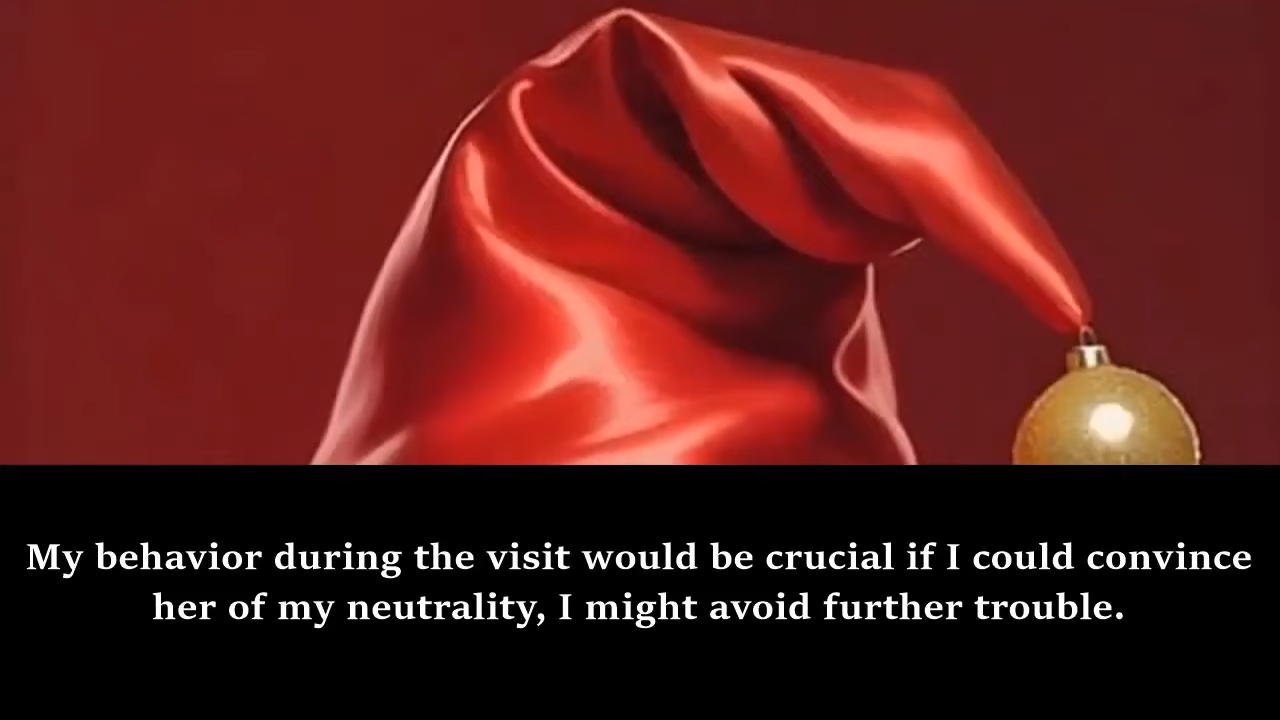 My behavior during the visit would be crucial if I could convince
her of my neutrality, I might avoid further trouble.